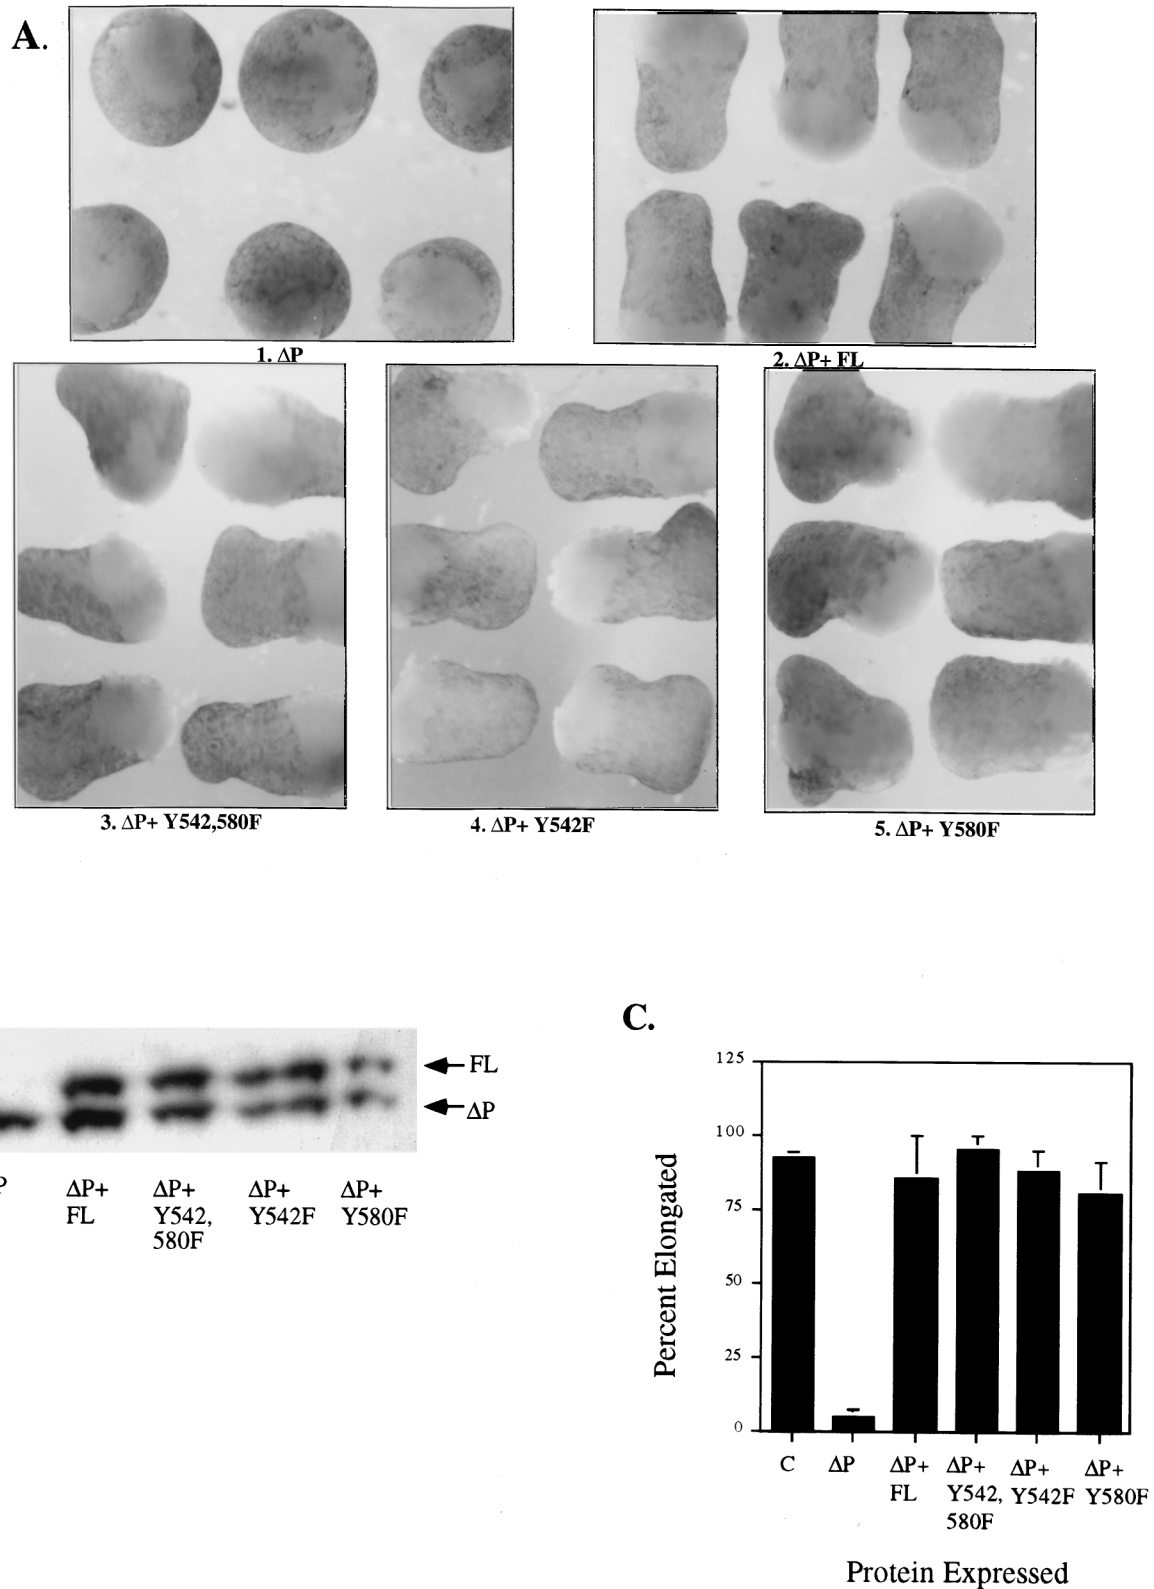 A.
1. ΔP
2. ΔP+ FL
3. ΔP+ Y542,580F
4. ΔP+ Y542F
5. ΔP+ Y580F
FL
ΔP
P
ΔP+
FL
ΔP+
Y542,
580F
ΔP+
Y542F
ΔP+
Y580F
C.
Percent Elongated
125
100
75
50
25
0
C
ΔP
ΔP+
FL
ΔP+
Y542,
580F
ΔP+
Y542F
ΔP+
Y580F
Protein Expressed